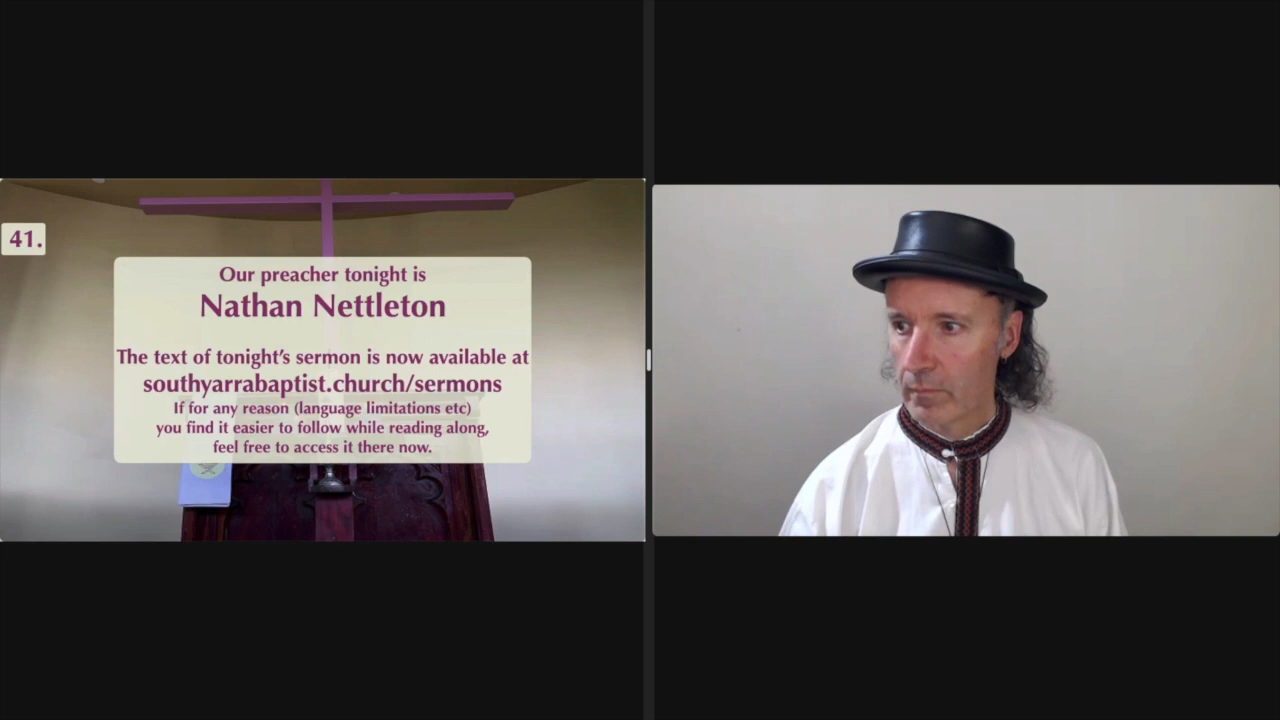 41.
Our preacher tonight is
Nathan Nettleton
The text of tonight's sermon is now available at
southyarrabaptist.church/sermons
If for any reason (language limitations etc)
you find it easier to follow while reading along,
feel free to access it there now.